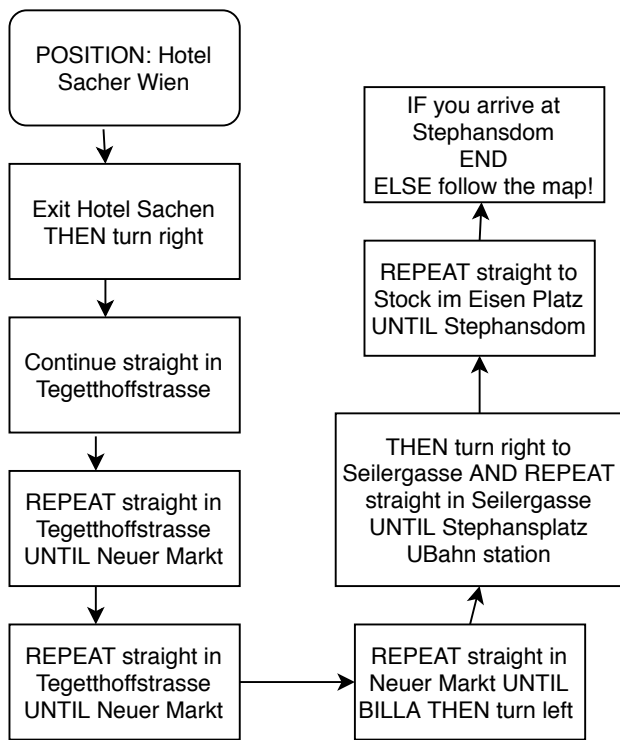 POSITION: Hotel
Sacher Wien
Exit Hotel Sachen
THEN turn right
Continue straight in
Tegetthoffstrasse
REPEAT straight in
Tegetthoffstrasse
UNTIL Neuer Markt
REPEAT straight in
Tegetthoffstrasse
UNTIL Neuer Markt
REPEAT straight in
Neuer Markt UNTIL
BILLA THEN turn left
THEN turn right to
Seilergasse AND REPEAT
straight in Seilergasse
UNTIL Stephansplatz
UBahn station
REPEAT straight to
Stock im Eisen Platz
UNTIL Stephansdom
IF you arrive at
Stephansdom
END
ELSE follow the map!